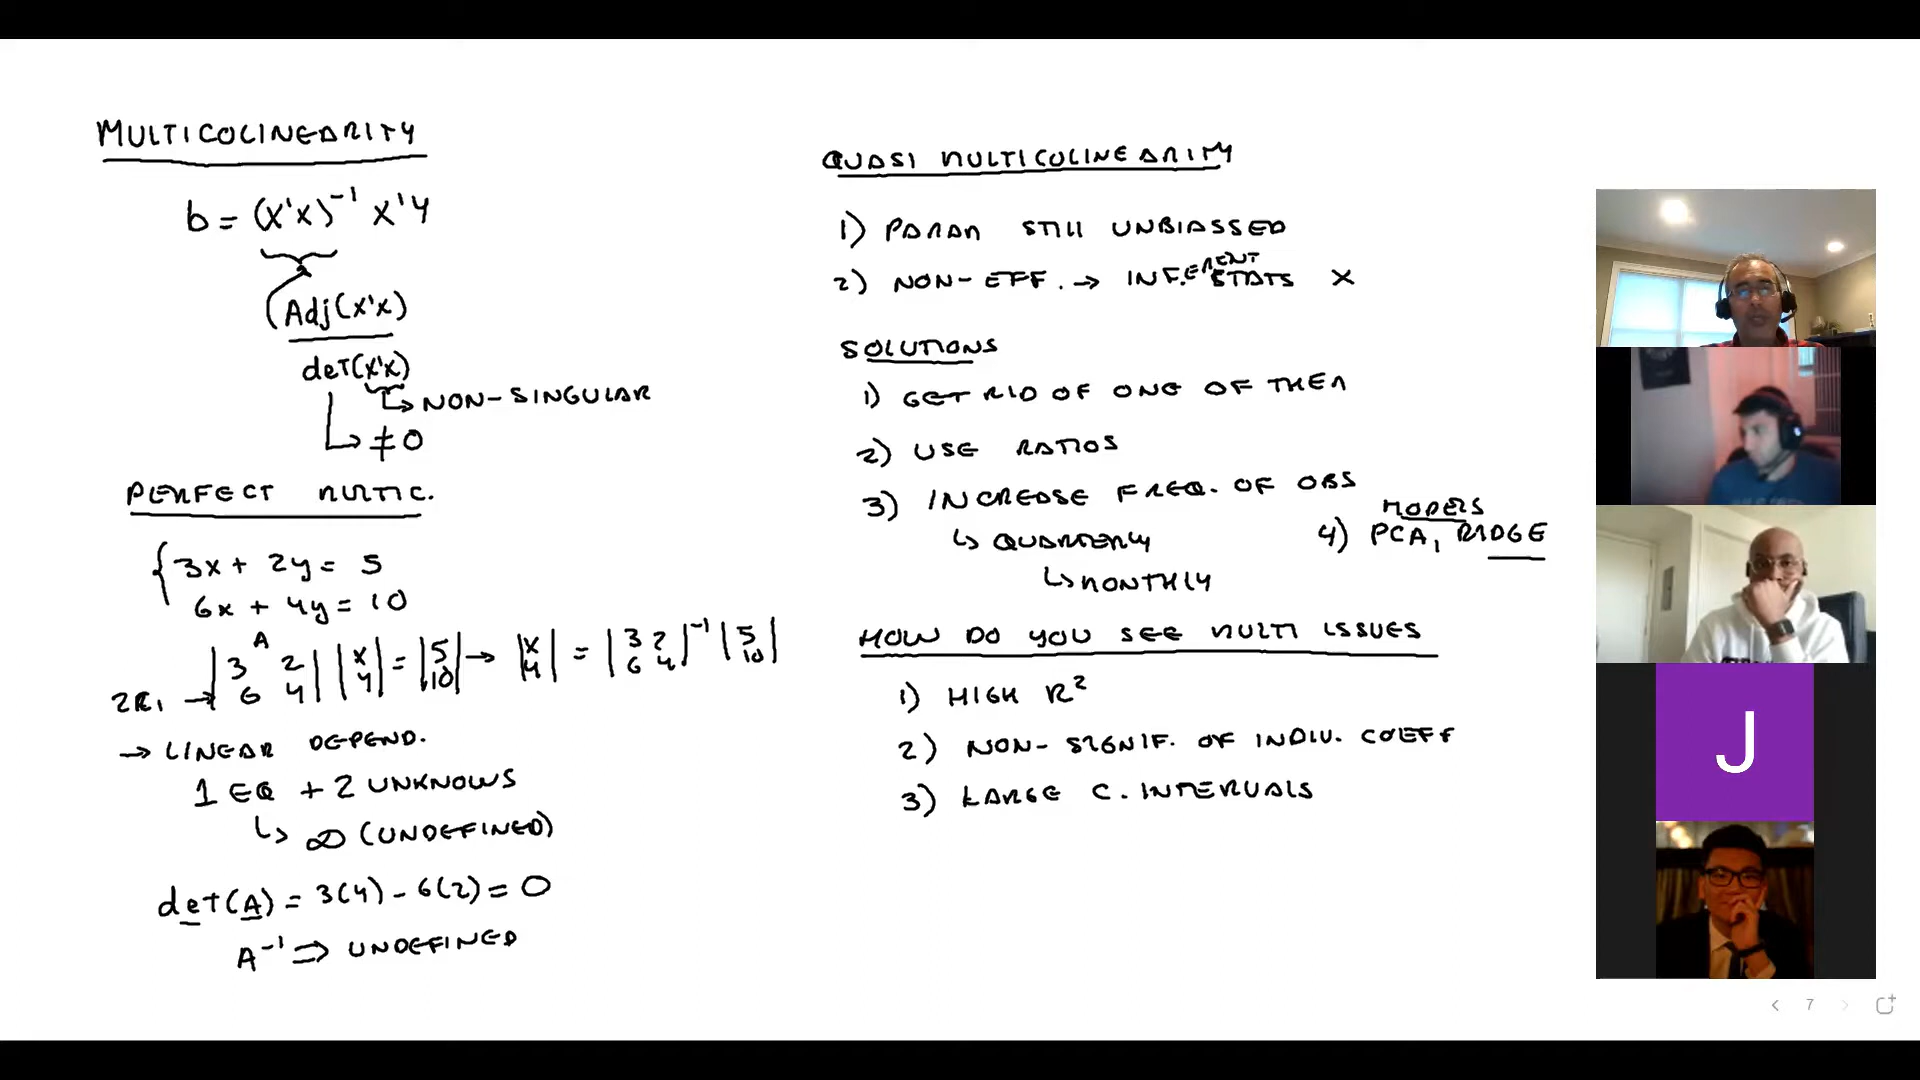 MULTICOLINEARITY
b = (X'X)⁻¹ X'Y
Adj(X'X)
deT(X'X)
↳ NON-SINGULAR
↳ ≠ 0
PERFECT MULTIC.
{ 3x + 2y = 5
6x + 4y = 10
A
|3 2| |x| = |5| → |x| = |3 2|⁻¹ |5|
2R₁ → |6 4| |y| |10| |y| |6 4| |10|
→ LINEAR DEPEND.
1 EQ + 2 UNKNOWS
↳ ∞ (UNDEFINED)
deT(A) = 3(4) - 6(2) = 0
A⁻¹ ⇒ UNDEFINED
QUASI MULTICOLINEARITY
1) PARAM STILL UNBIASSED
2) NON-EFF. → INFERENT STATS X
SOLUTIONS
1) GET RID OF ONE OF THEM
2) USE RATIOS
3) INCREASE FREQ. OF OBS
↳ QUARTERLY
↳ MONTHLY
MODELS
4) PCA, RIDGE
HOW DO YOU SEE MULTI ISSUES
1) HIGH R²
2) NON-SIGNIF. OF INDIV. COEFF
3) LARGE C. INTERVALS
J
7